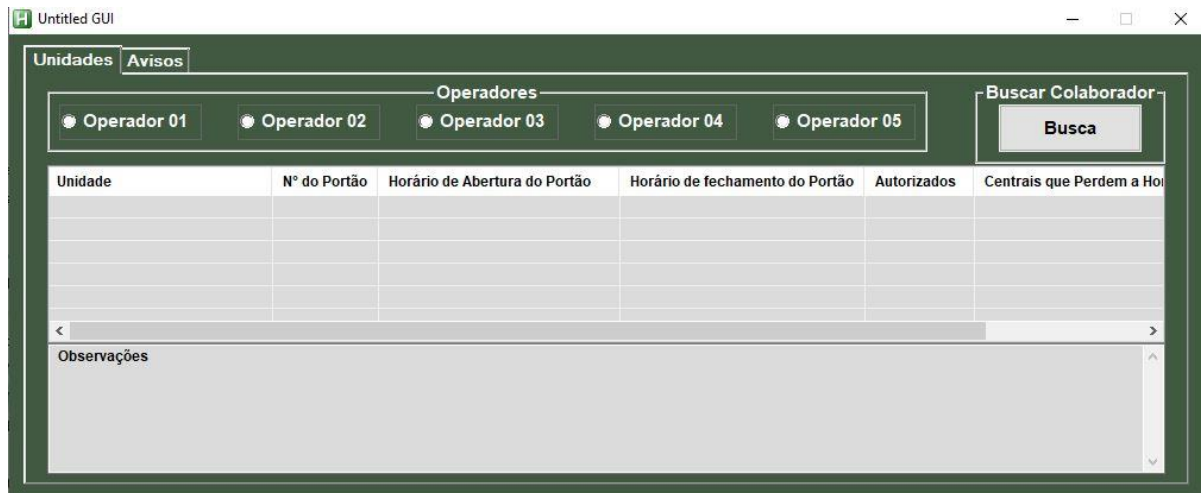 Untitled GUI
Unidades Avisos
Operadores
Buscar Colaborador
Operador 01 Operador 02 Operador 03 Operador 04 Operador 05
Busca
Unidade N° do Portão Horário de Abertura do Portão Horário de fechamento do Portão Autorizados Centrais que Perdem a Hor
Observações